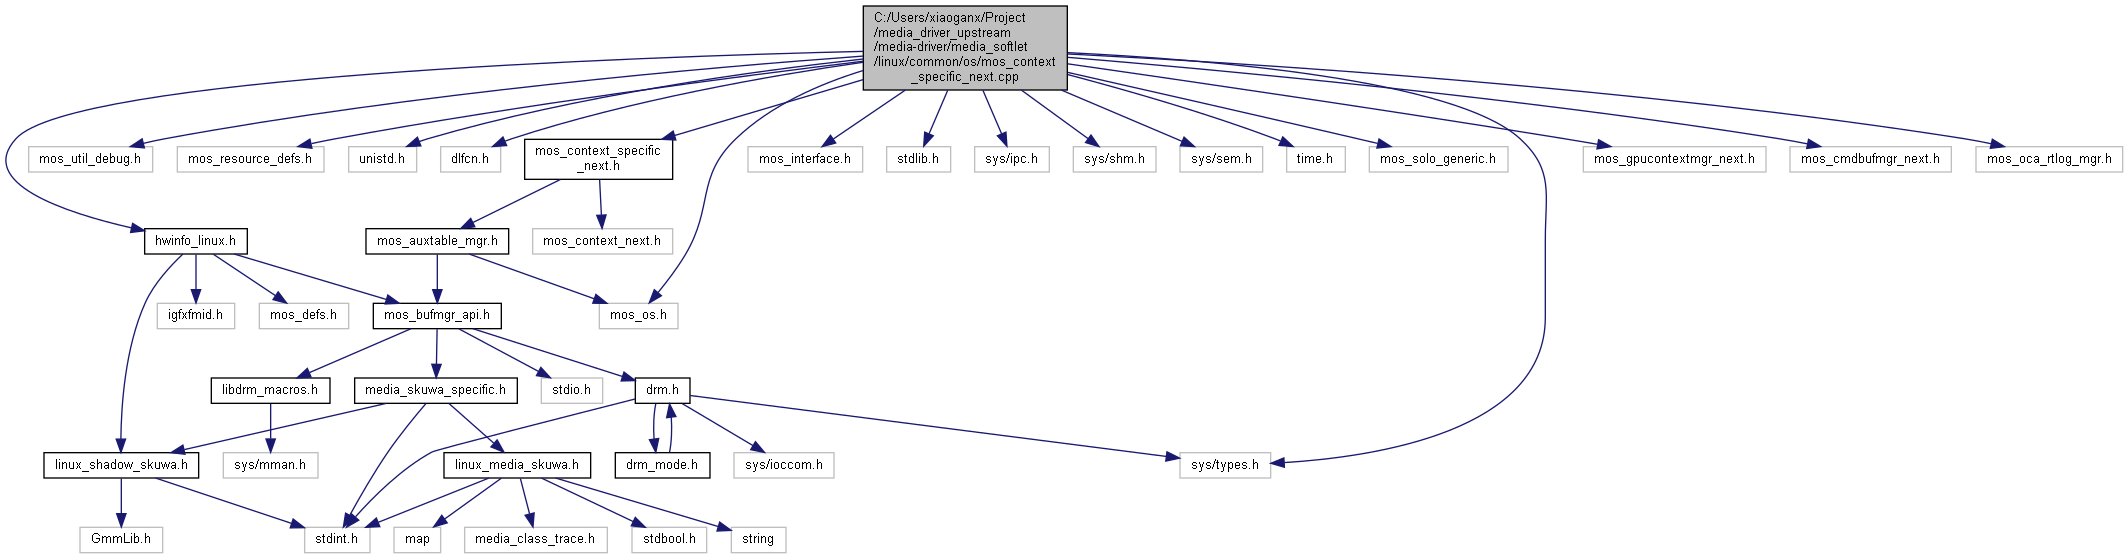 C:/Users/xiaoganx/Project
/media_driver_upstream
/media-driver/media_softlet
/linux/common/os/mos_context
_specific_next.cpp
mos_util_debug.h
mos_resource_defs.h
unistd.h
dlfcn.h
mos_context_specific
_next.h
mos_interface.h
stdlib.h
sys/ipc.h
sys/shm.h
sys/sem.h
time.h
mos_solo_generic.h
mos_gpucontextmgr_next.h
mos_cmdbufmgr_next.h
mos_oca_rtlog_mgr.h
hwinfo_linux.h
mos_auxtable_mgr.h
mos_context_next.h
igfxfmid.h
mos_defs.h
mos_bufmgr_api.h
mos_os.h
libdrm_macros.h
media_skuwa_specific.h
stdio.h
drm.h
linux_shadow_skuwa.h
sys/mman.h
linux_media_skuwa.h
drm_mode.h
sys/ioccom.h
sys/types.h
GmmLib.h
stdint.h
map
media_class_trace.h
stdbool.h
string